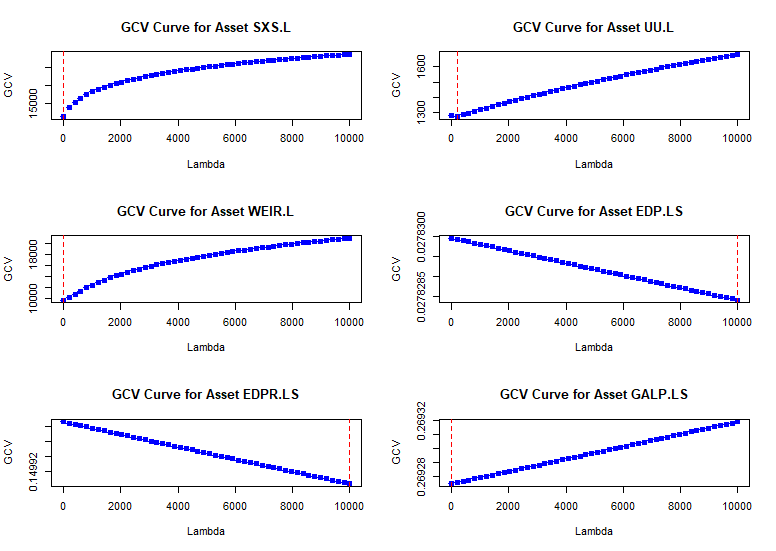 GCV Curve for Asset SXS.L
GCV
15000
0 2000 4000 6000 8000 10000
Lambda
GCV Curve for Asset UU.L
GCV
1300 1600
0 2000 4000 6000 8000 10000
Lambda
GCV Curve for Asset WEIR.L
GCV
10000 18000
0 2000 4000 6000 8000 10000
Lambda
GCV Curve for Asset EDP.LS
GCV
0.0278285 0.0278300
0 2000 4000 6000 8000 10000
Lambda
GCV Curve for Asset EDPR.LS
GCV
0.14992
0 2000 4000 6000 8000 10000
Lambda
GCV Curve for Asset GALP.LS
GCV
0.26928 0.26932
0 2000 4000 6000 8000 10000
Lambda